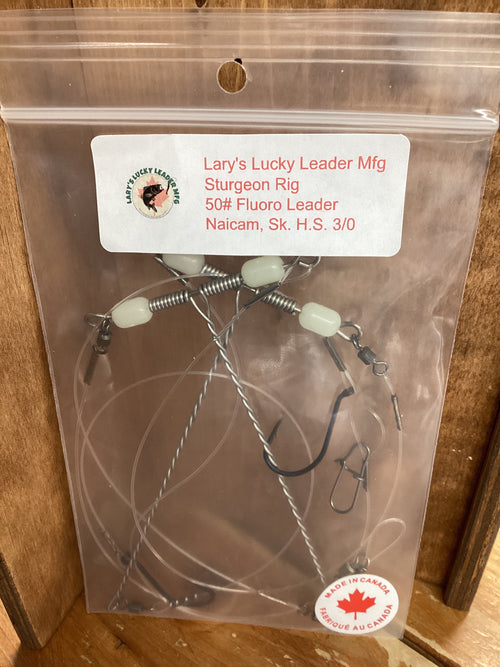 LARY'S LUCKY LEADER MFG
Lary's Lucky Leader Mfg
Sturgeon Rig
50# Fluoro Leader
Naicam, Sk. H.S. 3/0
MADE IN CANADA
FABRIQUÉ AU CANADA